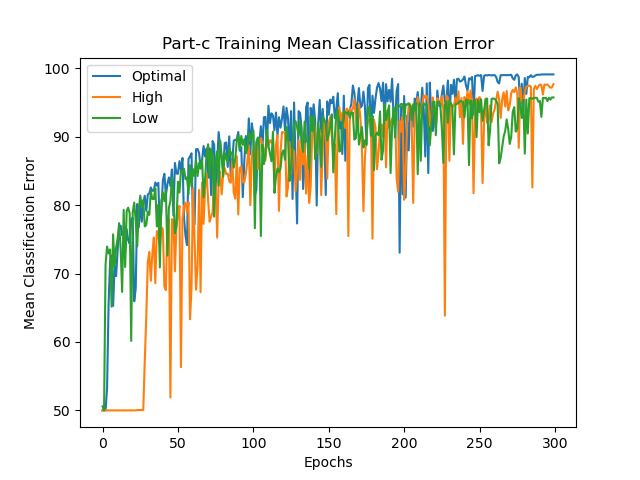 Part-c Training Mean Classification Error
Optimal
High
Low
100
90
80
70
60
50
Mean Classification Error
0 50 100 150 200 250 300
Epochs